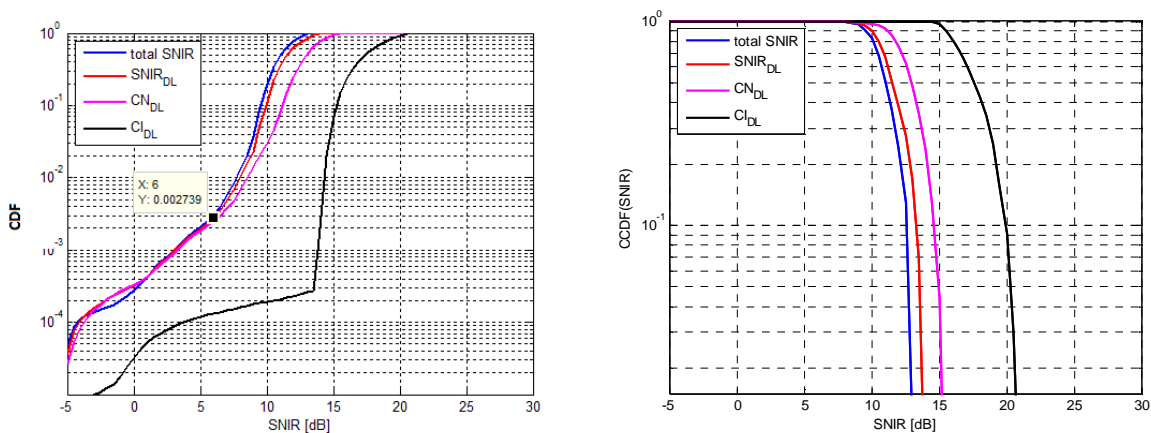 10^0
10^-1
10^-2
10^-3
10^-4
CDF
total SNIR
SNIR_DL
CN_DL
CI_DL
X: 6
Y: 0.002739
-5 0 5 10 15 20 25 30
SNIR [dB]
10^0
10^-1
CCDF(SNIR)
total SNIR
SNIR_DL
CN_DL
CI_DL
-5 0 5 10 15 20 25 30
SNIR [dB]